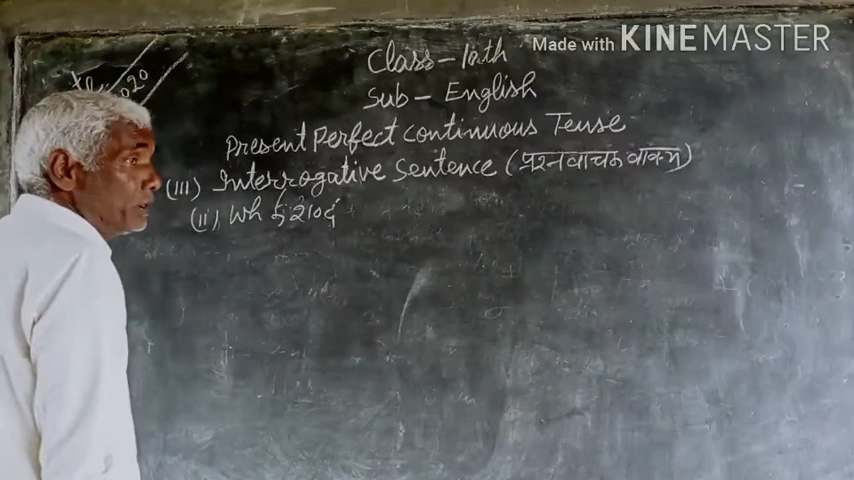 Made with KINEMASTER
Class - 12th
Sub - English
Present Perfect continuous Tense
(III) Interrogative Sentence (प्रश्नवाचक वाक्य)
(II) Wh के शब्द